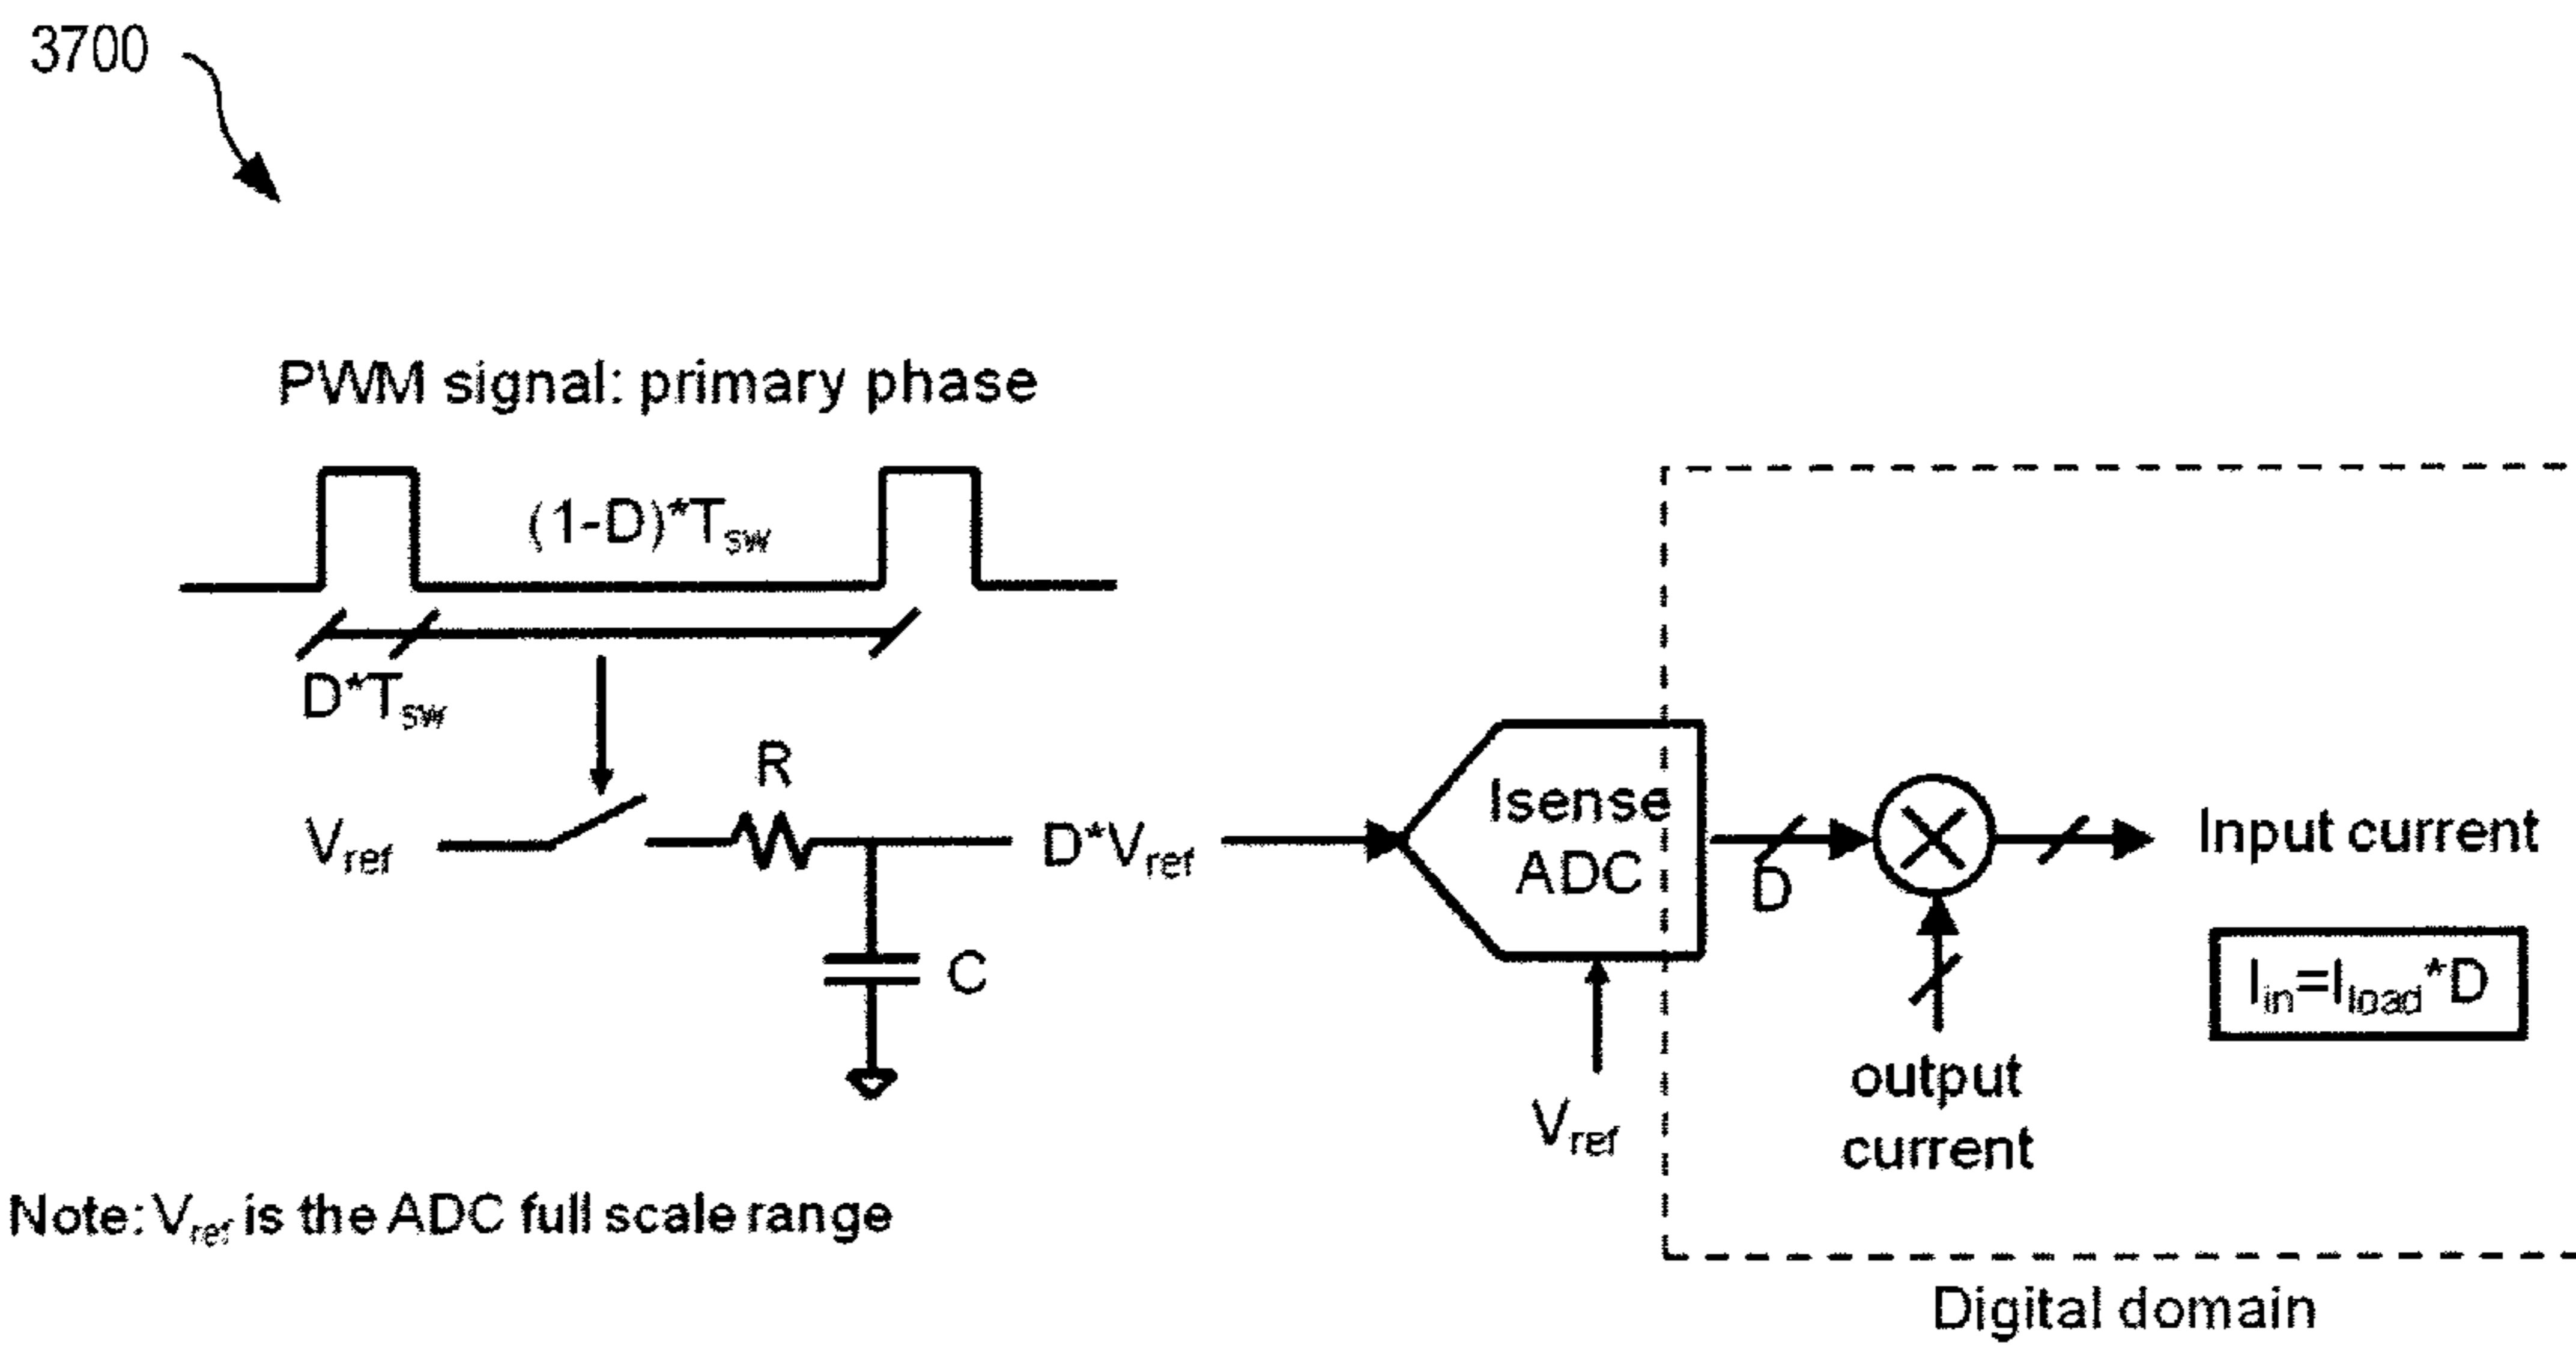 3700
PWM signal: primary phase
(1-D)*Tsw
D*Tsw
Vref
R
C
D*Vref
Isense
ADC
Vref
D
output
current
Input current
Iin=Iload*D
Note: Vref is the ADC full scale range
Digital domain